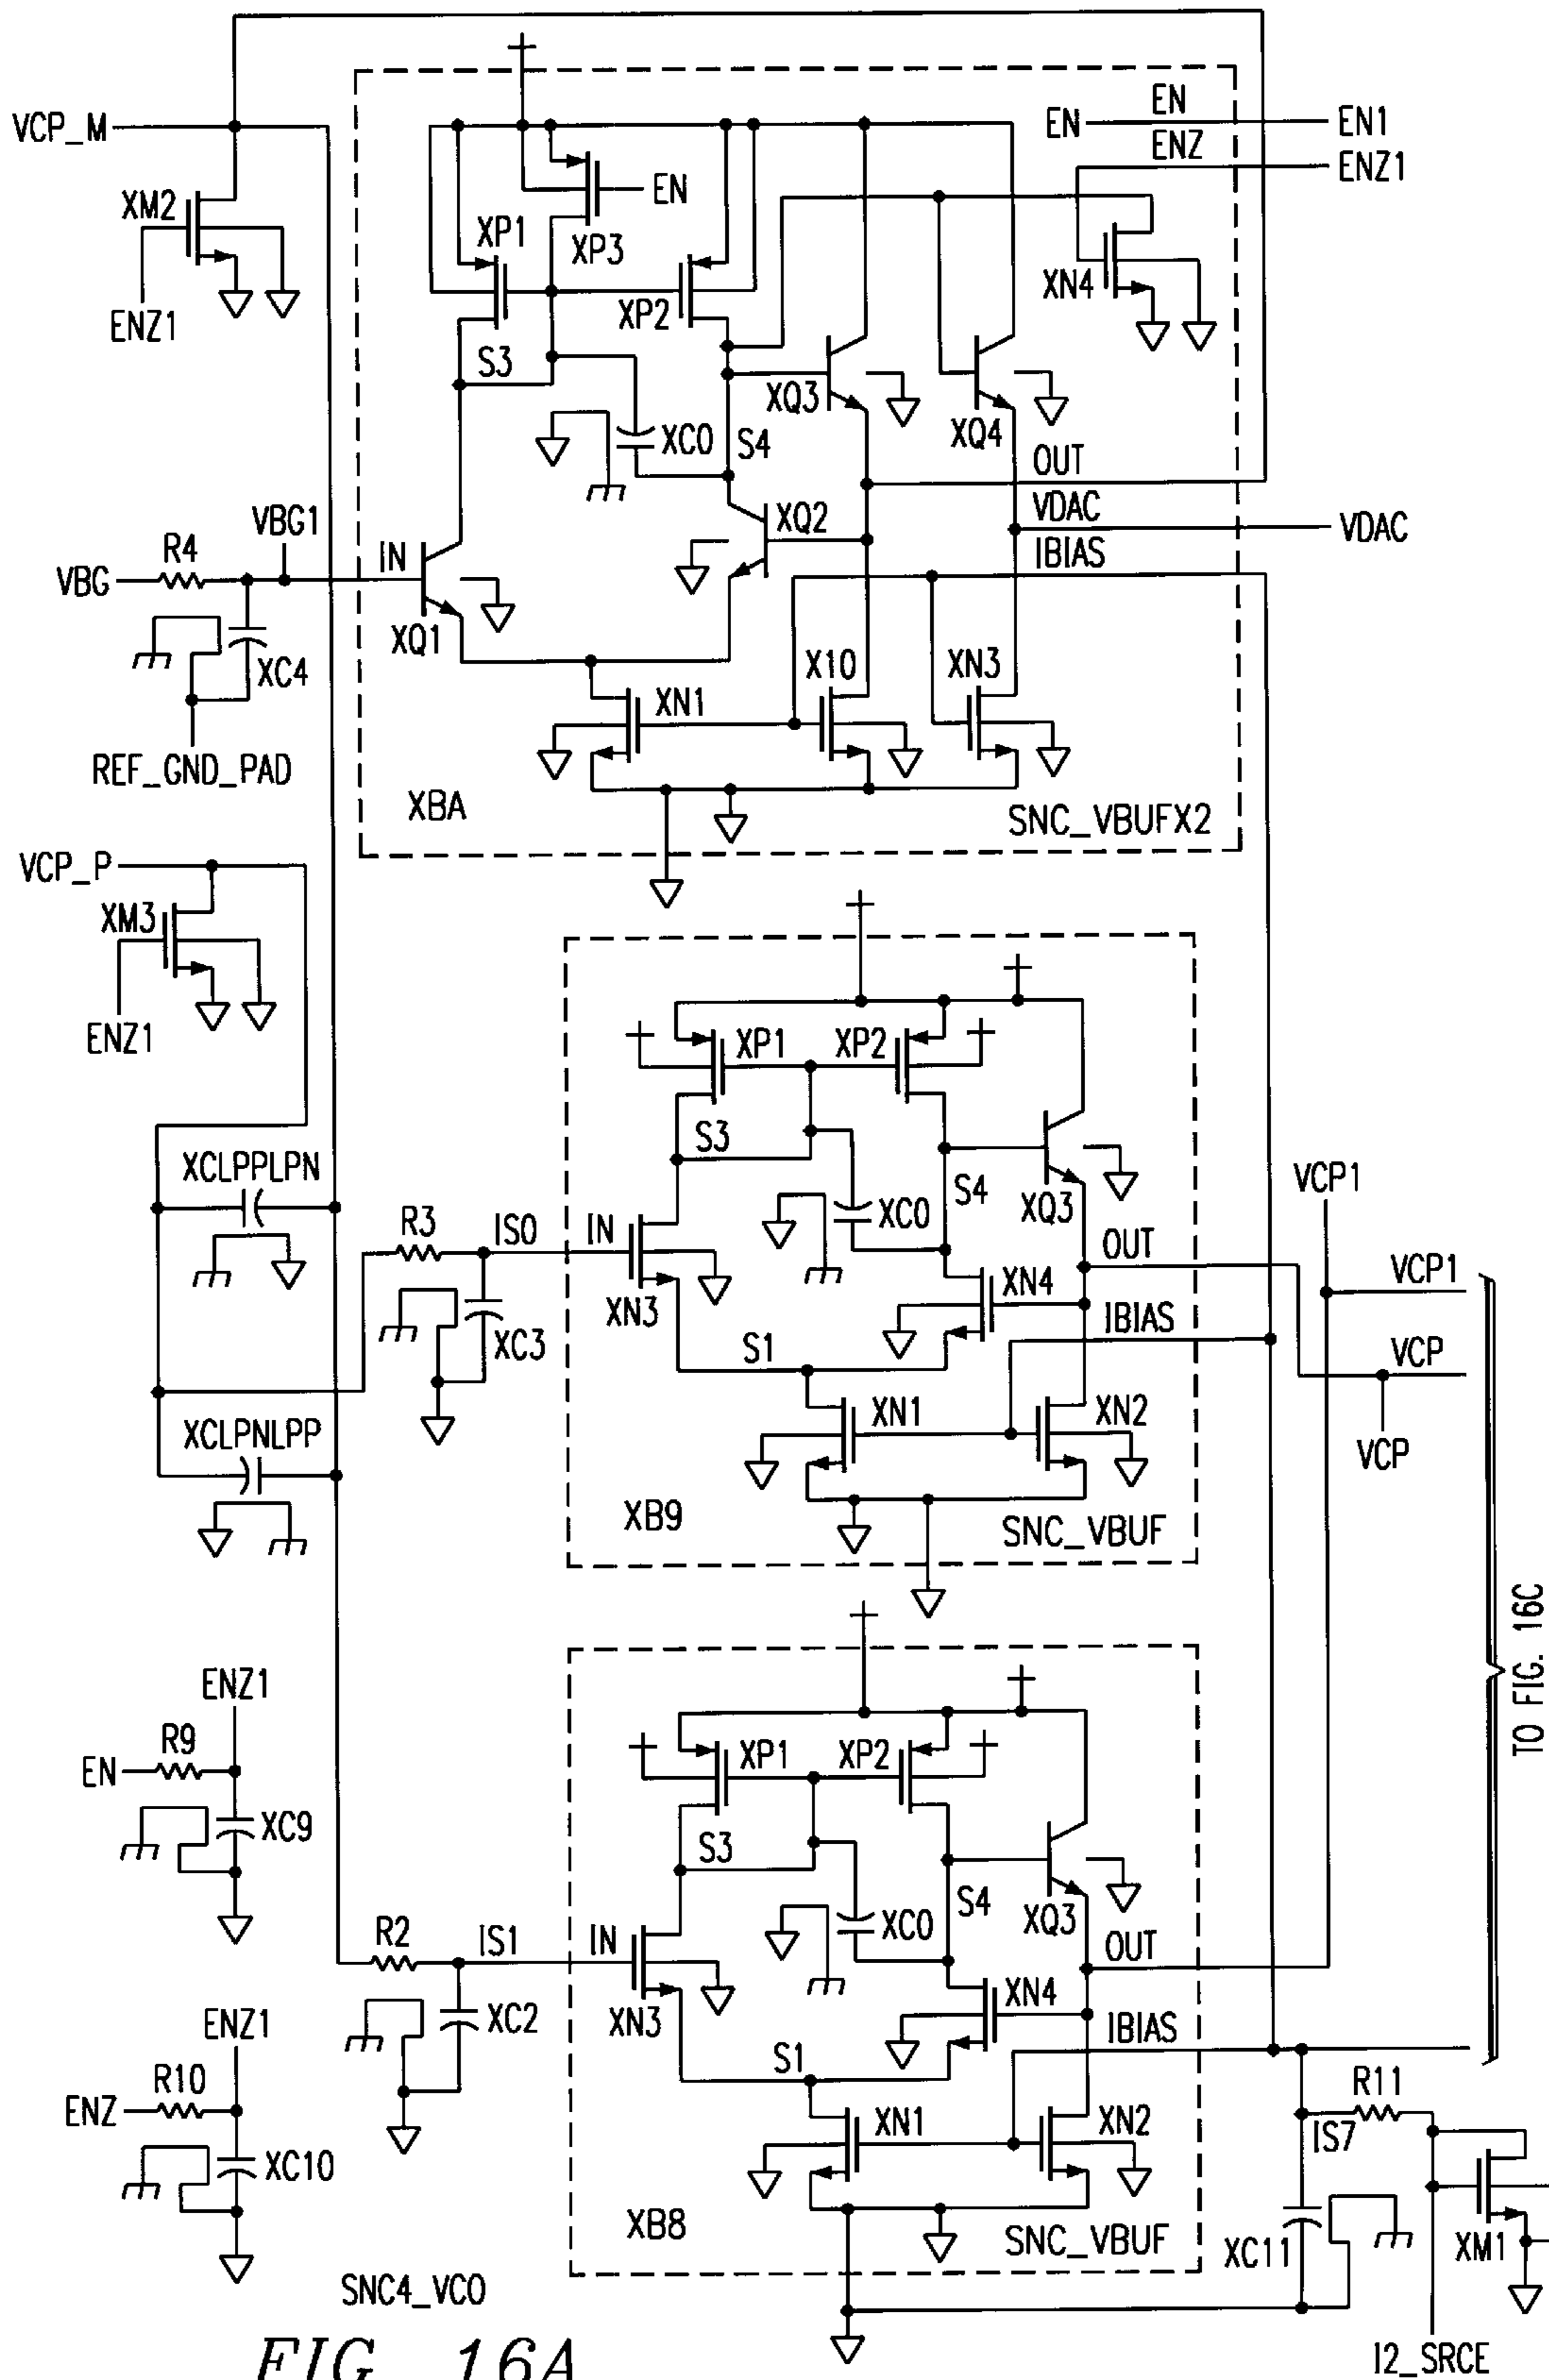 VCP_M
EN
EN
EN1
ENZ
ENZ1
XM2
ENZ1
XP1
XP3
EN
XP2
XN4
S3
XQ3
XQ4
XC0
S4
OUT
VBG1
XQ2
VDAC
VDAC
R4
IN
IBIAS
VBG
XQ1
XC4
X10
XN3
XN1
REF_GND_PAD
XBA
SNC_VBUFX2
VCP_P
XM3
ENZ1
XP1
XP2
S3
XCLPPLPN
S4
VCP1
R3
IS0
IN
XC0
XQ3
OUT
VCP1
XN3
XN4
XC3
IBIAS
S1
VCP
XCLPNLPP
XN1
XN2
VCP
XB9
SNC_VBUF
TO FIG. 16C
ENZ1
R9
EN
XC9
XP1
XP2
S3
S4
R2
IS1
IN
XC0
XQ3
OUT
XN3
XN4
XC2
ENZ1
IBIAS
S1
R10
ENZ
R11
XN1
XN2
IS7
XC10
XB8
SNC_VBUF
XC11
XM1
SNC4_VCO
I2_SRCE
FIG. 16A